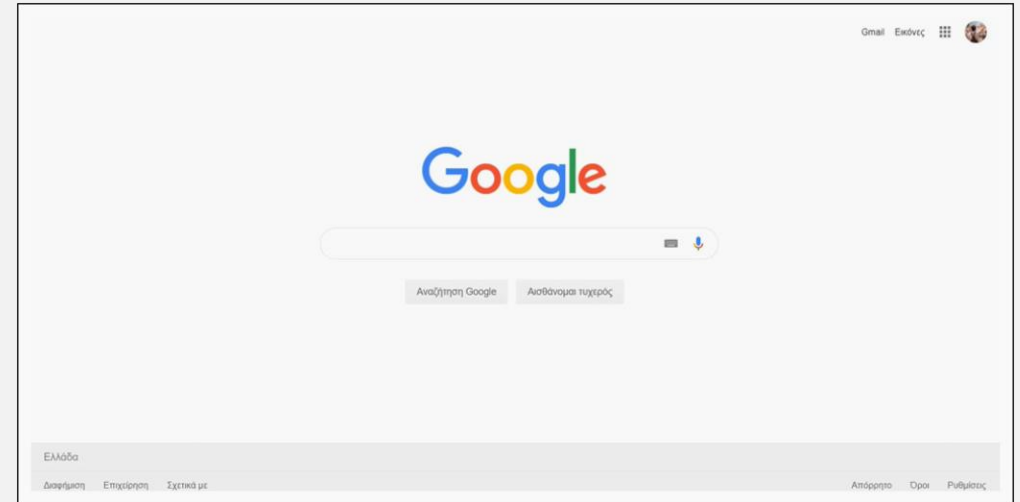 Gmail Εικόνες
Google
Αναζήτηση Google Αισθάνομαι τυχερός
Ελλάδα
Διαφήμιση Επιχείρηση Σχετικά με Απόρρητο Όροι Ρυθμίσεις